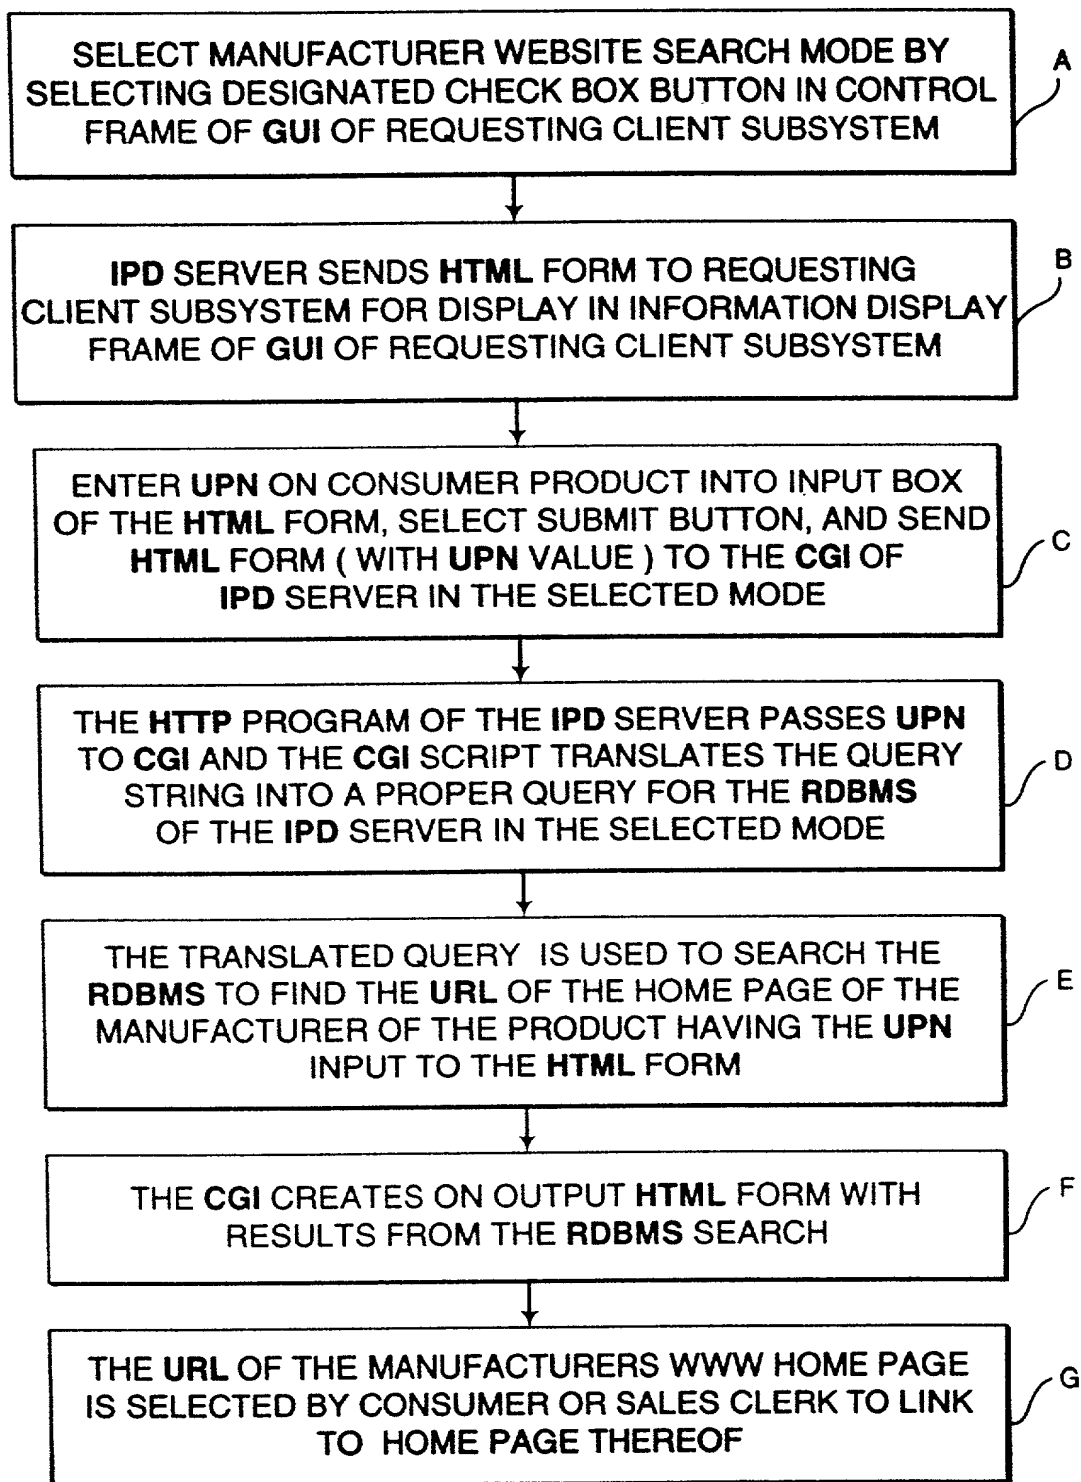 SELECT MANUFACTURER WEBSITE SEARCH MODE BY
SELECTING DESIGNATED CHECK BOX BUTTON IN CONTROL
FRAME OF GUI OF REQUESTING CLIENT SUBSYSTEM
A
IPD SERVER SENDS HTML FORM TO REQUESTING
CLIENT SUBSYSTEM FOR DISPLAY IN INFORMATION DISPLAY
FRAME OF GUI OF REQUESTING CLIENT SUBSYSTEM
B
ENTER UPN ON CONSUMER PRODUCT INTO INPUT BOX
OF THE HTML FORM, SELECT SUBMIT BUTTON, AND SEND
HTML FORM ( WITH UPN VALUE ) TO THE CGI OF
IPD SERVER IN THE SELECTED MODE
C
THE HTTP PROGRAM OF THE IPD SERVER PASSES UPN
TO CGI AND THE CGI SCRIPT TRANSLATES THE QUERY
STRING INTO A PROPER QUERY FOR THE RDBMS
OF THE IPD SERVER IN THE SELECTED MODE
D
THE TRANSLATED QUERY IS USED TO SEARCH THE
RDBMS TO FIND THE URL OF THE HOME PAGE OF THE
MANUFACTURER OF THE PRODUCT HAVING THE UPN
INPUT TO THE HTML FORM
E
THE CGI CREATES ON OUTPUT HTML FORM WITH
RESULTS FROM THE RDBMS SEARCH
F
THE URL OF THE MANUFACTURERS WWW HOME PAGE
IS SELECTED BY CONSUMER OR SALES CLERK TO LINK
TO HOME PAGE THEREOF
G